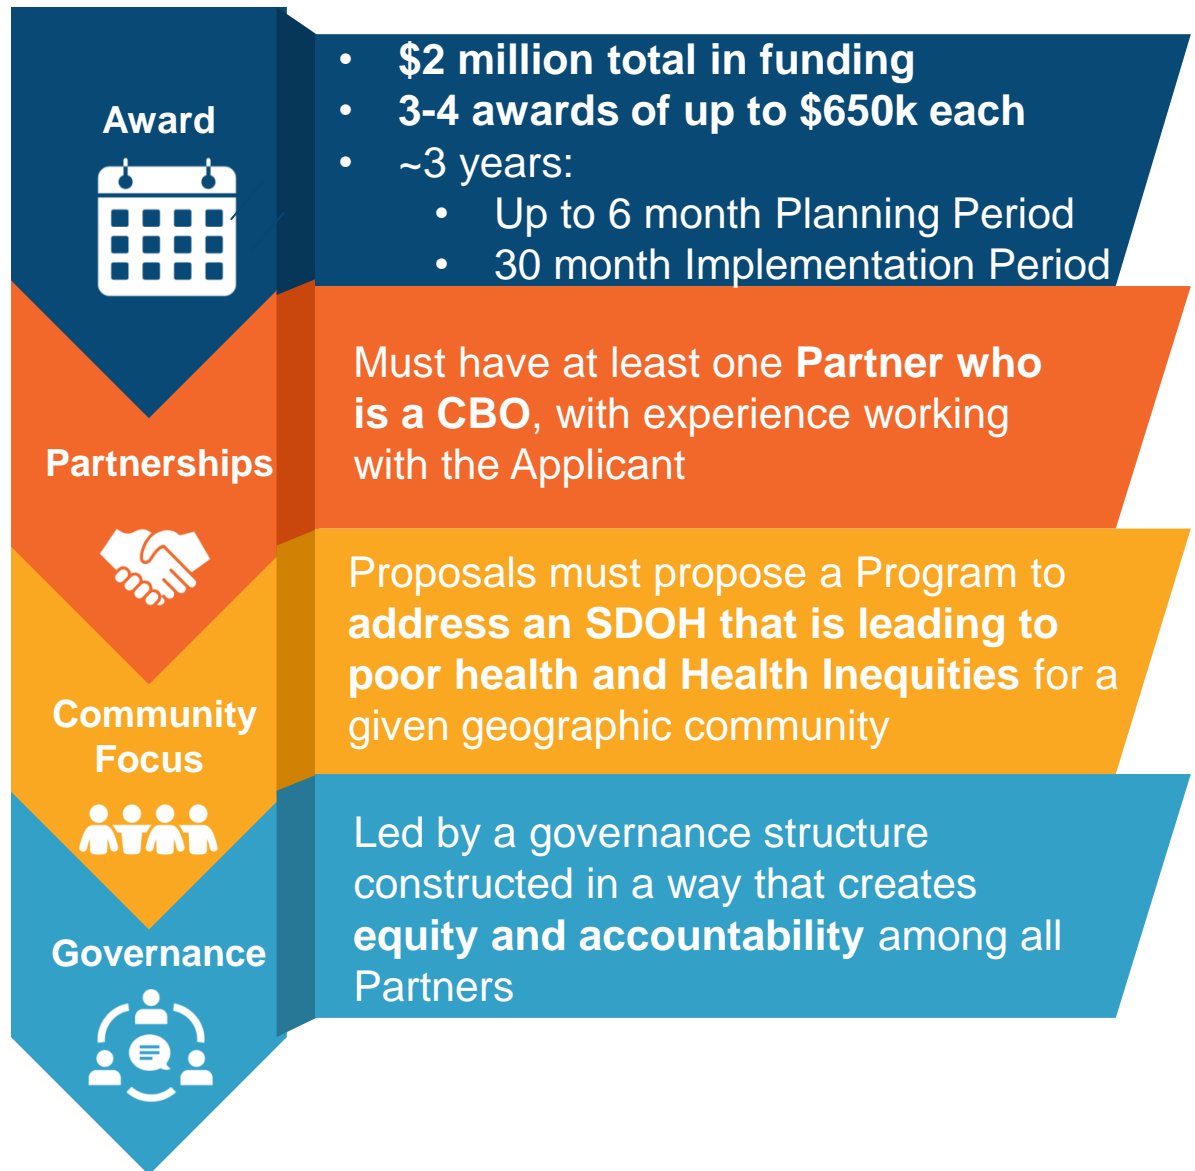 Award
• $2 million total in funding
• 3-4 awards of up to $650k each
• ~3 years:
• Up to 6 month Planning Period
• 30 month Implementation Period
Partnerships
Must have at least one Partner who
is a CBO, with experience working
with the Applicant
Community
Focus
Proposals must propose a Program to
address an SDOH that is leading to
poor health and Health Inequities for a
given geographic community
Governance
Led by a governance structure
constructed in a way that creates
equity and accountability among all
Partners